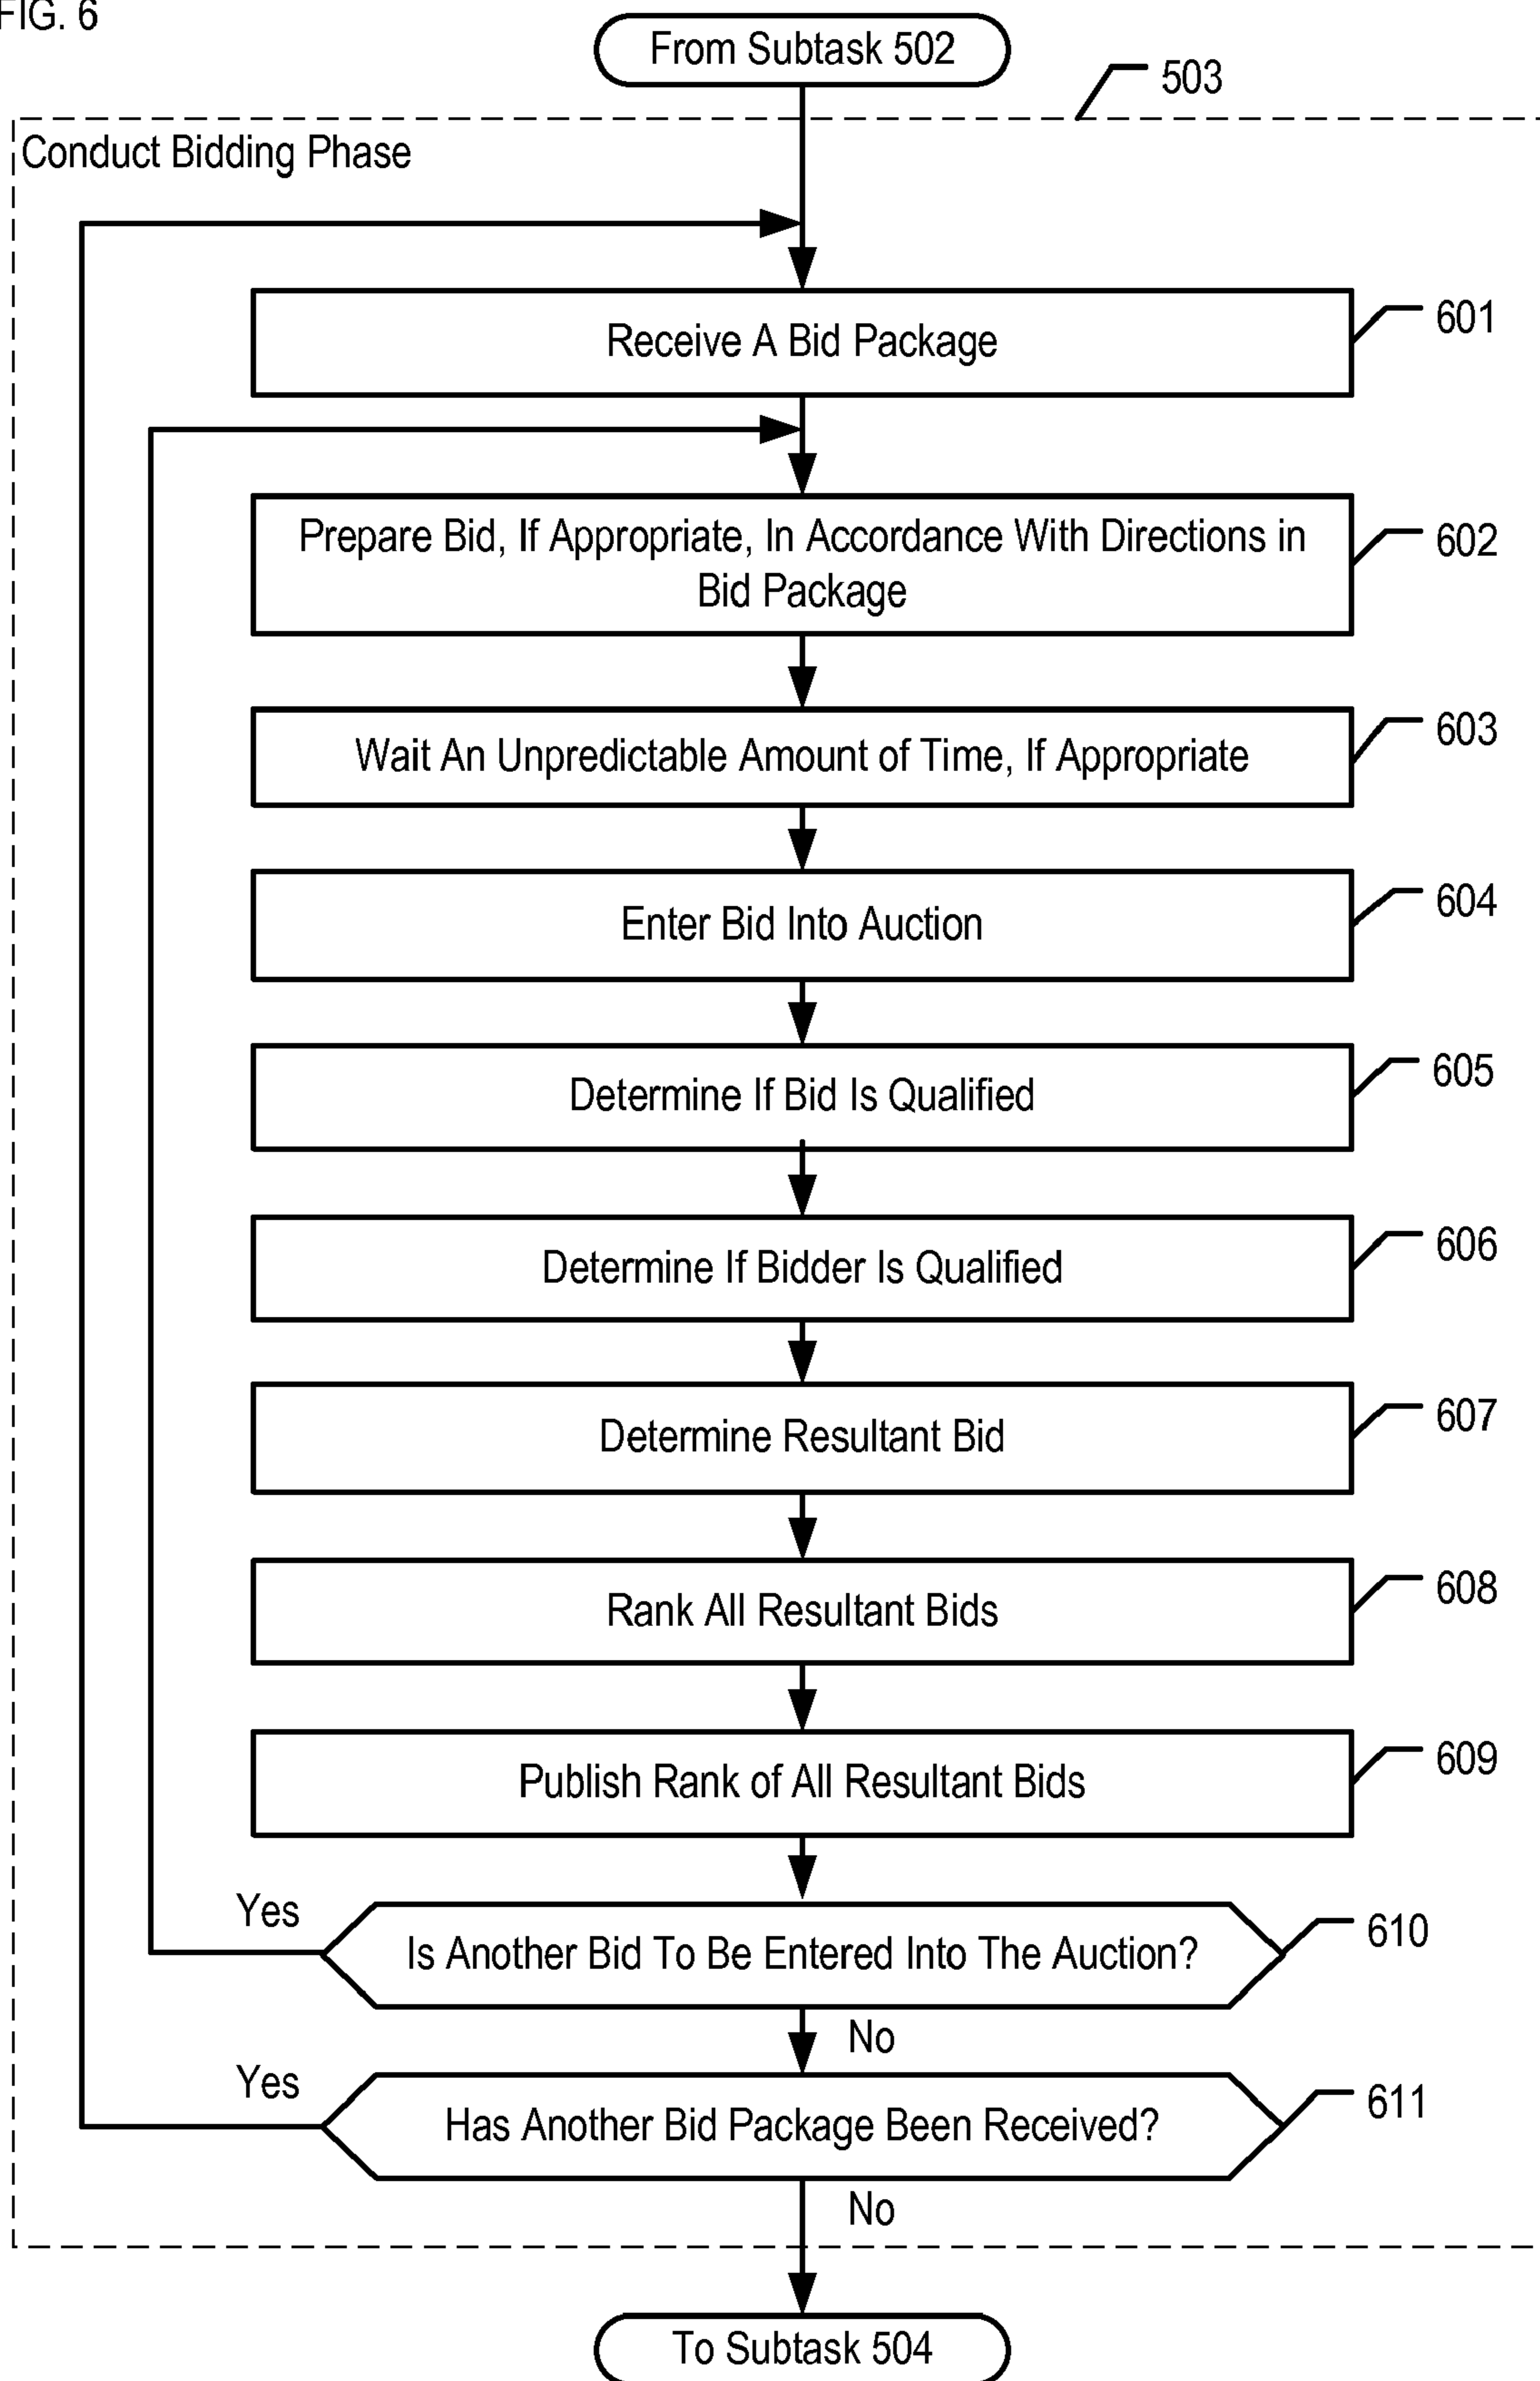 FIG. 6
From Subtask 502
503
Conduct Bidding Phase
Receive A Bid Package
601
Prepare Bid, If Appropriate, In Accordance With Directions in
Bid Package
602
Wait An Unpredictable Amount of Time, If Appropriate
603
Enter Bid Into Auction
604
Determine If Bid Is Qualified
605
Determine If Bidder Is Qualified
606
Determine Resultant Bid
607
Rank All Resultant Bids
608
Publish Rank of All Resultant Bids
609
Yes
Is Another Bid To Be Entered Into The Auction?
610
No
Yes
Has Another Bid Package Been Received?
611
No
To Subtask 504